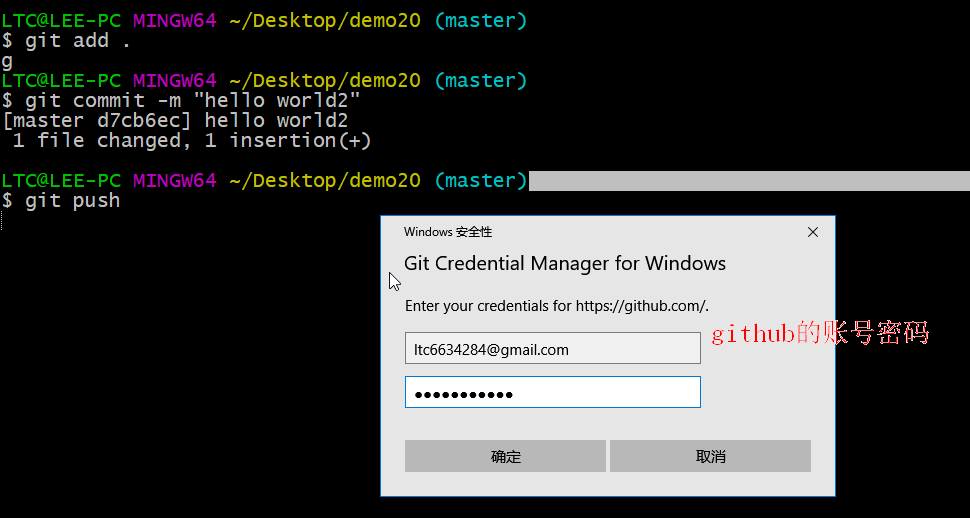 LTC@LEE-PC MINGW64 ~/Desktop/demo20 (master)
$ git add .
g
LTC@LEE-PC MINGW64 ~/Desktop/demo20 (master)
$ git commit -m "hello world2"
[master d7cb6ec] hello world2
 1 file changed, 1 insertion(+)
LTC@LEE-PC MINGW64 ~/Desktop/demo20 (master)
$ git push
Windows 安全性
Git Credential Manager for Windows
Enter your credentials for https://github.com/.
github的账号密码
ltc6634284@gmail.com
●●●●●●●●●●●
确定
取消